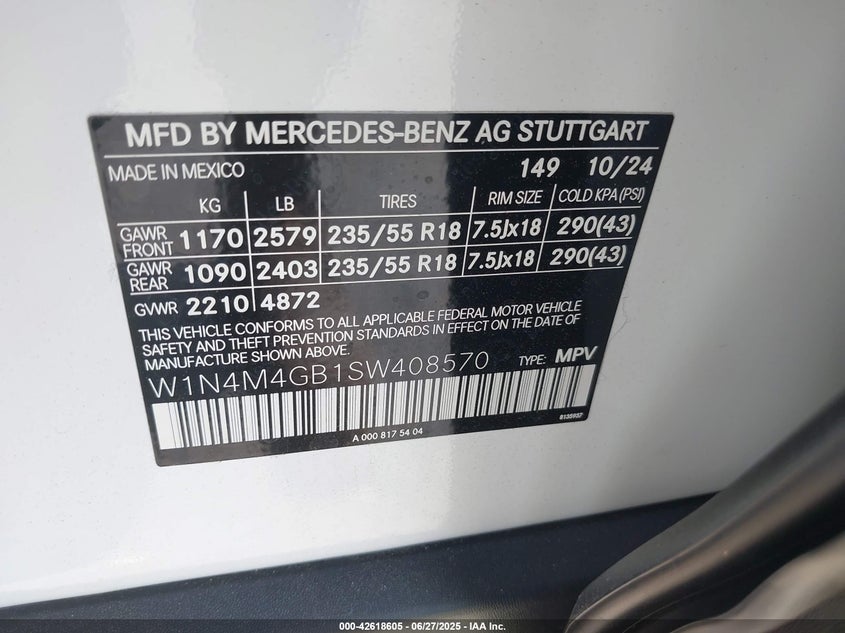 MFD BY MERCEDES-BENZ AG STUTTGART
MADE IN MEXICO 149 10/24
KG LB TIRES RIM SIZE COLD KPA(PSI)
GAWR FRONT 1170 2579 235/55 R18 7.5Jx18 290(43)
GAWR REAR 1090 2403 235/55 R18 7.5Jx18 290(43)
GVWR 2210 4872
THIS VEHICLE CONFORMS TO ALL APPLICABLE FEDERAL MOTOR VEHICLE
SAFETY AND THEFT PREVENTION STANDARDS IN EFFECT ON THE DATE OF
MANUFACTURE SHOWN ABOVE.
W1N4M4GB1SW408570 TYPE: MPV
A 000 817 54 04 8135937
000-42618605 - 06/27/2025 - IAA Inc.